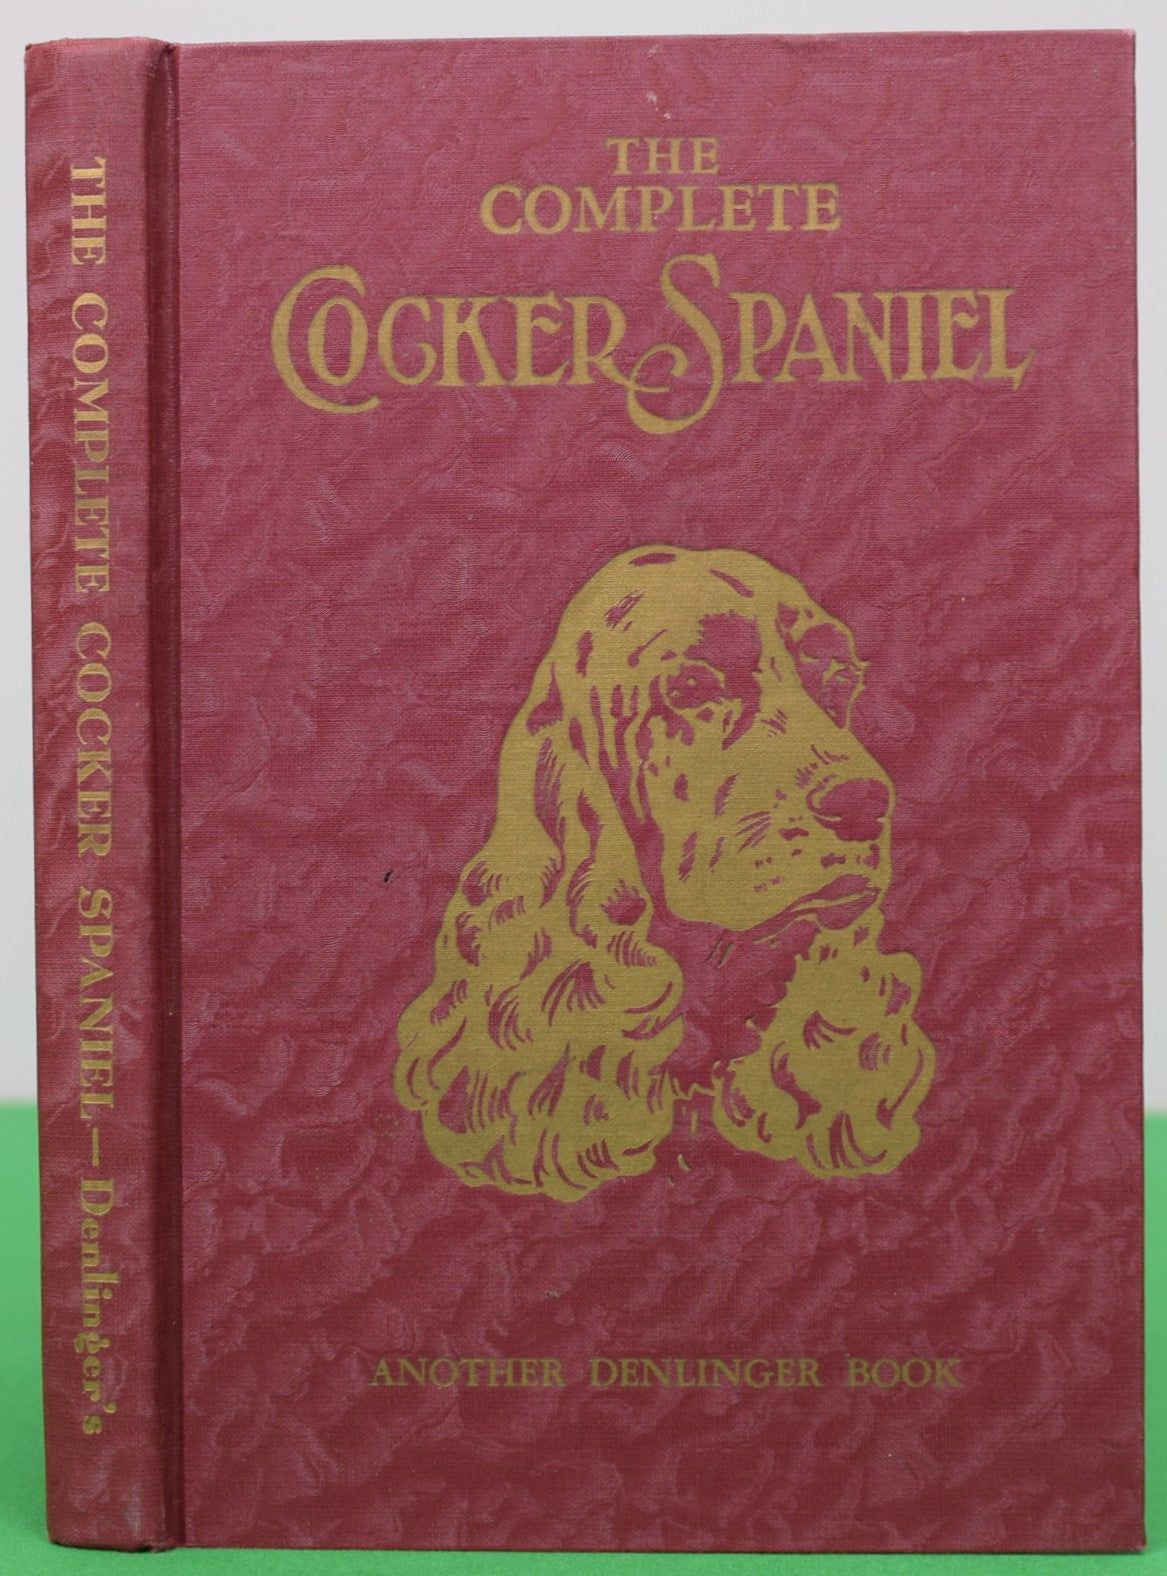 THE COMPLETE COCKER SPANIEL—Denlinger's
THE
COMPLETE
COCKER SPANIEL
ANOTHER DENLINGER BOOK